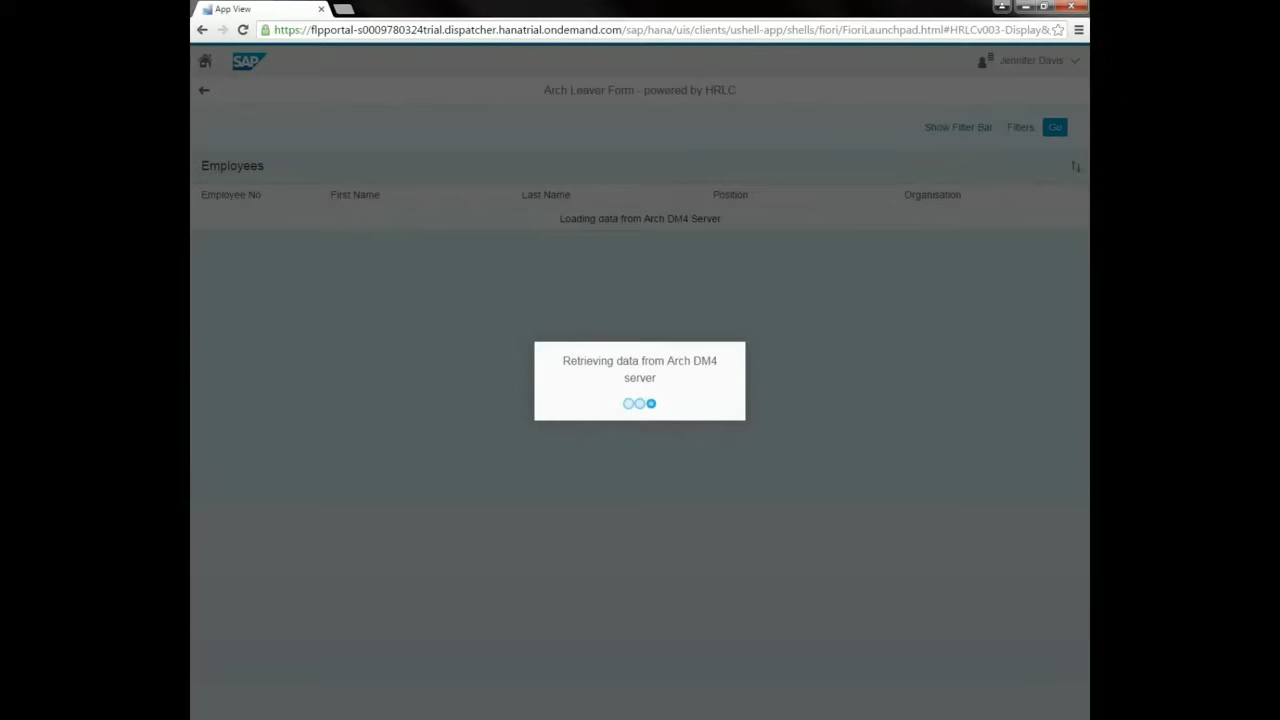 App View
https://flpportal-s0009780324trial.dispatcher.hanatrial.ondemand.com/sap/hana/uis/clients/ushell-app/shells/fiori/FioriLaunchpad.html#HRLCv003-Display&
SAP
Jennifer Davis
Arch Leaver Form - powered by HRLC
Show Filter Bar Filters Go
Employees
Employee No First Name Last Name Position Organisation
Loading data from Arch DM4 Server
Retrieving data from Arch DM4
server